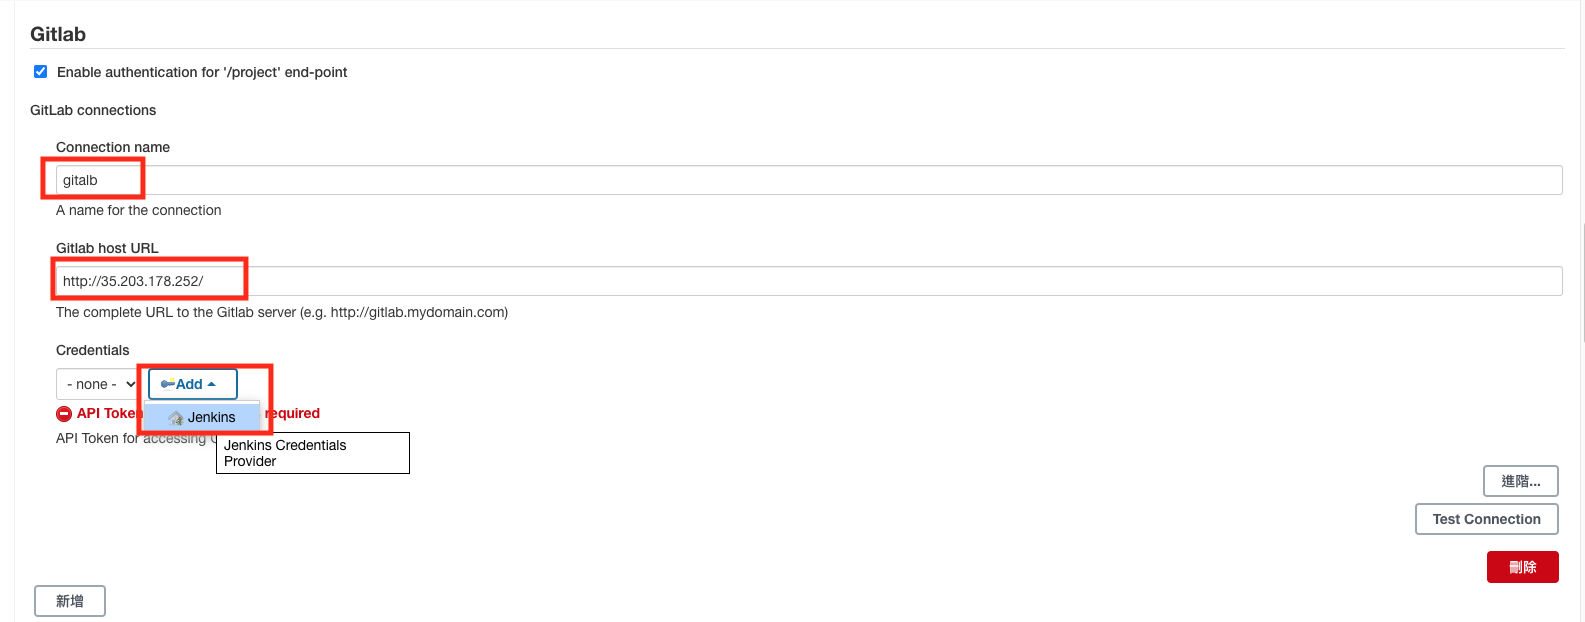 Gitlab
Enable authentication for '/project' end-point
GitLab connections
Connection name
gitalb
A name for the connection
Gitlab host URL
http://35.203.178.252/
The complete URL to the Gitlab server (e.g. http://gitlab.mydomain.com)
Credentials
- none -
Add
API Token
required
Jenkins
API Token for accessing
Jenkins Credentials
Provider
進階...
Test Connection
刪除
新增